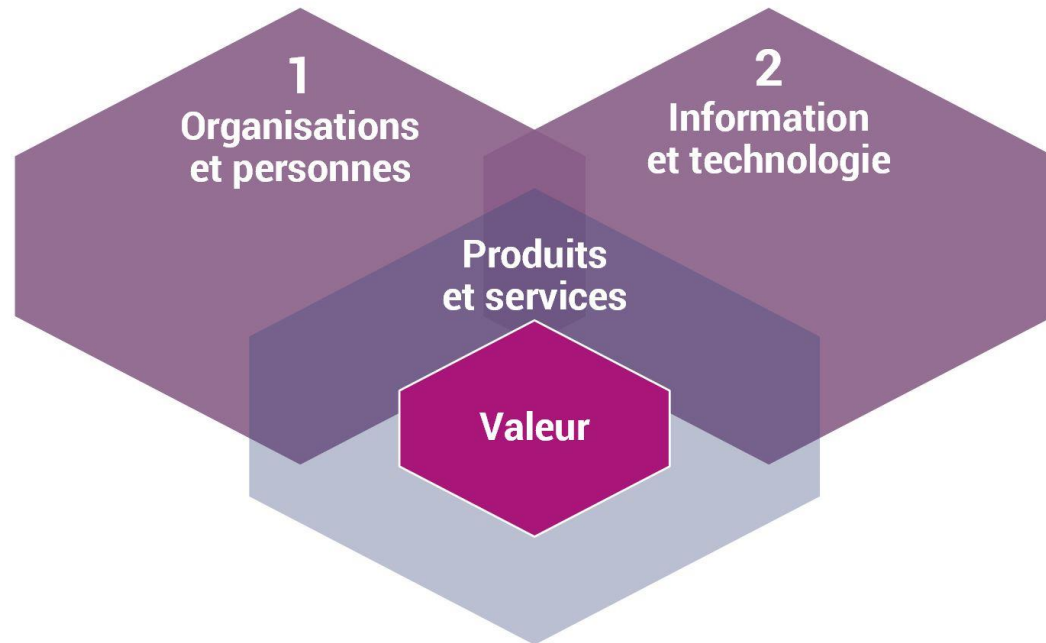 1
Organisations
et personnes
2
Information
et technologie
Produits
et services
Valeur